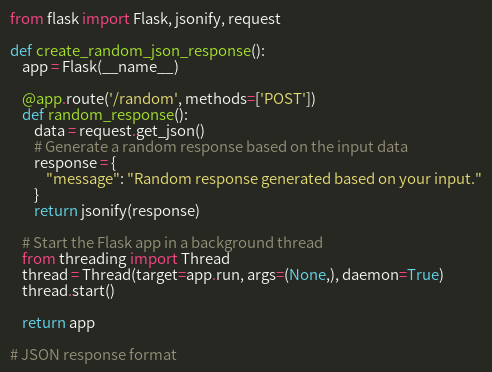 from flask import Flask, jsonify, request

def create_random_json_response():
    app = Flask(__name__)

    @app.route('/random', methods=['POST'])
    def random_response():
        data = request.get_json()
        # Generate a random response based on the input data
        response = {
            "message": "Random response generated based on your input."
        }
        return jsonify(response)

    # Start the Flask app in a background thread
    from threading import Thread
    thread = Thread(target=app.run, args=(None,), daemon=True)
    thread.start()

    return app

# JSON response format